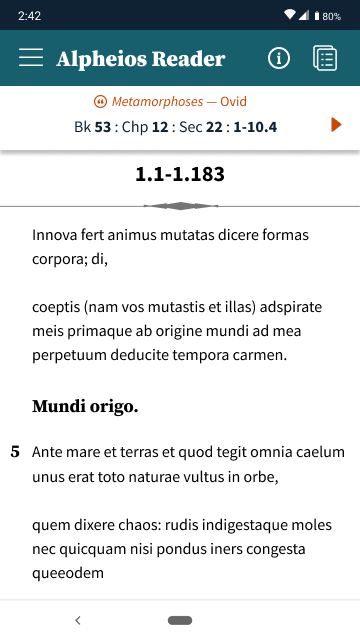 2:42
80%
Alpheios Reader
Metamorphoses — Ovid
Bk 53 : Chp 12 : Sec 22 : 1-10.4
1.1-1.183
Innova fert animus mutatas dicere formas
corpora; di,
coeptis (nam vos mutastis et illas) adspirate
meis primaque ab origine mundi ad mea
perpetuum deducite tempora carmen.
Mundi origo.
5 Ante mare et terras et quod tegit omnia caelum
unus erat toto naturae vultus in orbe,
quem dixere chaos: rudis indigestaque moles
nec quicquam nisi pondus iners congesta
queeodem